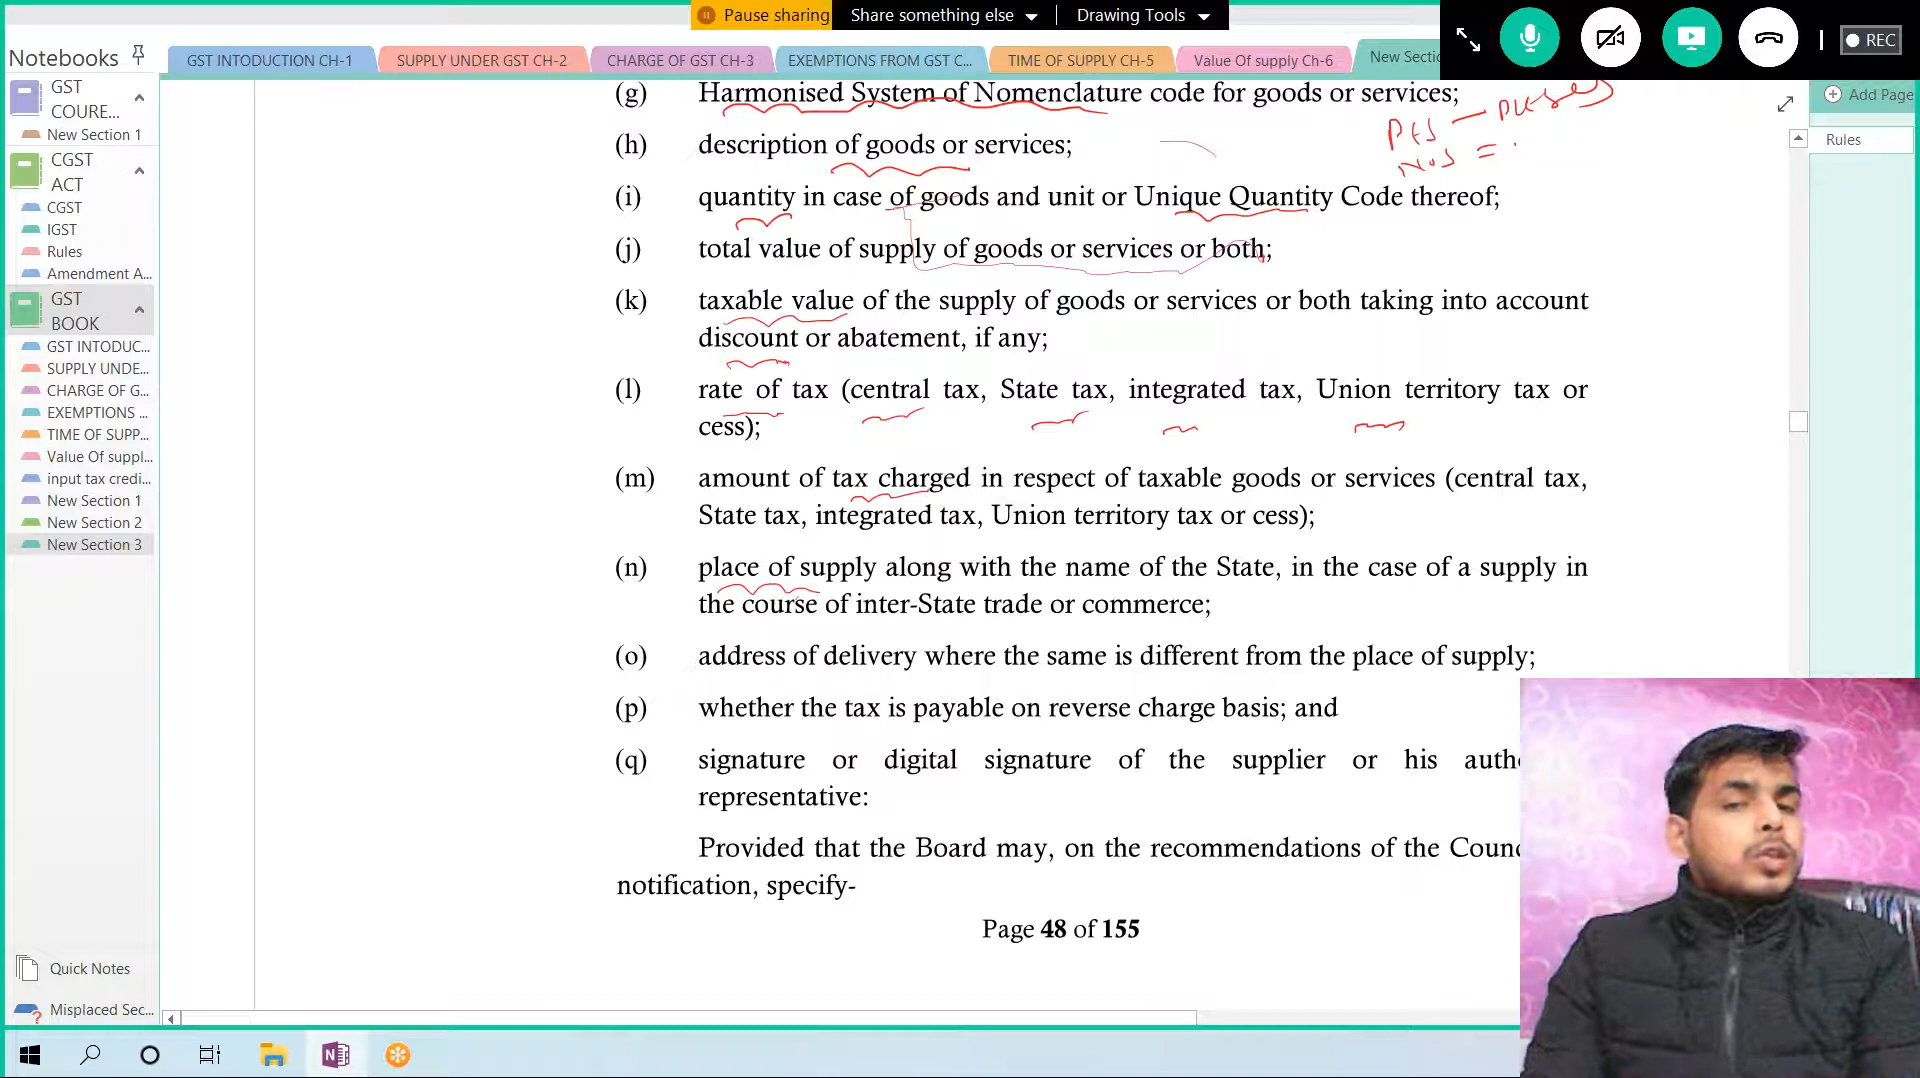 Pause sharing
Share something else
Drawing Tools
REC
Notebooks
GST INTODUCTION CH-1
SUPPLY UNDER GST CH-2
CHARGE OF GST CH-3
EXEMPTIONS FROM GST C...
TIME OF SUPPLY CH-5
Value Of supply Ch-6
New Sectio
Add Page
Rules
GST
COURE...
New Section 1
CGST
ACT
CGST
IGST
Rules
Amendment A...
GST
BOOK
GST INTODUC...
SUPPLY UNDE...
CHARGE OF G...
EXEMPTIONS ...
TIME OF SUPP...
Value Of suppl...
input tax credi...
New Section 1
New Section 2
New Section 3
Quick Notes
Misplaced Sec...
(g) Harmonised System of Nomenclature code for goods or services;
(h) description of goods or services;
(i) quantity in case of goods and unit or Unique Quantity Code thereof;
(j) total value of supply of goods or services or both;
(k) taxable value of the supply of goods or services or both taking into account
discount or abatement, if any;
(l) rate of tax (central tax, State tax, integrated tax, Union territory tax or
cess);
(m) amount of tax charged in respect of taxable goods or services (central tax,
State tax, integrated tax, Union territory tax or cess);
(n) place of supply along with the name of the State, in the case of a supply in
the course of inter-State trade or commerce;
(o) address of delivery where the same is different from the place of supply;
(p) whether the tax is payable on reverse charge basis; and
(q) signature or digital signature of the supplier or his auth
representative:
Provided that the Board may, on the recommendations of the Counc
notification, specify-
Page 48 of 155
NOS =